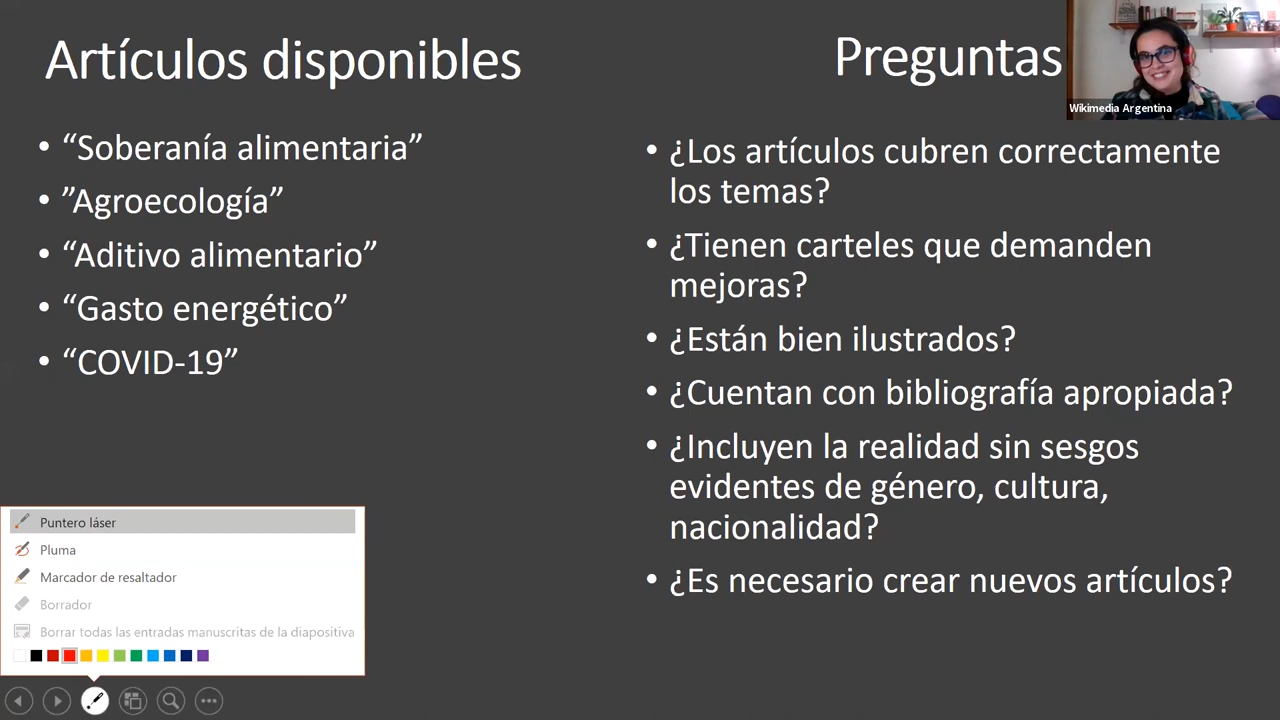 Artículos disponibles
• “Soberanía alimentaria”
• ”Agroecología”
• “Aditivo alimentario”
• “Gasto energético”
• “COVID-19”
Preguntas
• ¿Los artículos cubren correctamente
los temas?
• ¿Tienen carteles que demanden
mejoras?
• ¿Están bien ilustrados?
• ¿Cuentan con bibliografía apropiada?
• ¿Incluyen la realidad sin sesgos
evidentes de género, cultura,
nacionalidad?
• ¿Es necesario crear nuevos artículos?
Wikimedia Argentina
Puntero láser
Pluma
Marcador de resaltador
Borrador
Borrar todas las entradas manuscritas de la diapositiva